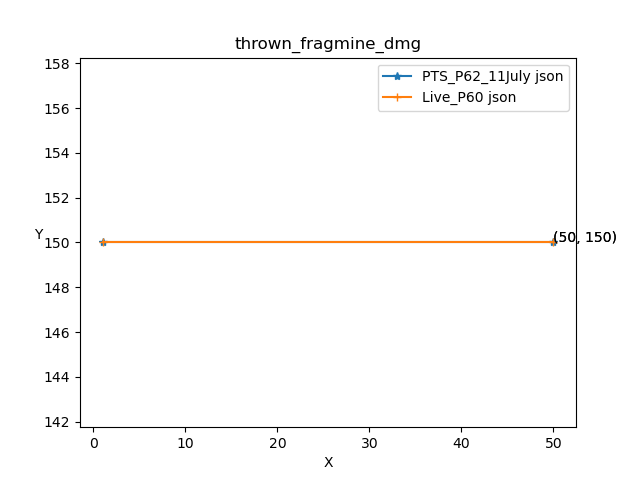 thrown_fragmine_dmg
PTS_P62_11July json
Live_P60 json
158
156
154
152
150
148
146
144
142
Y
(50, 150)
0 10 20 30 40 50
X